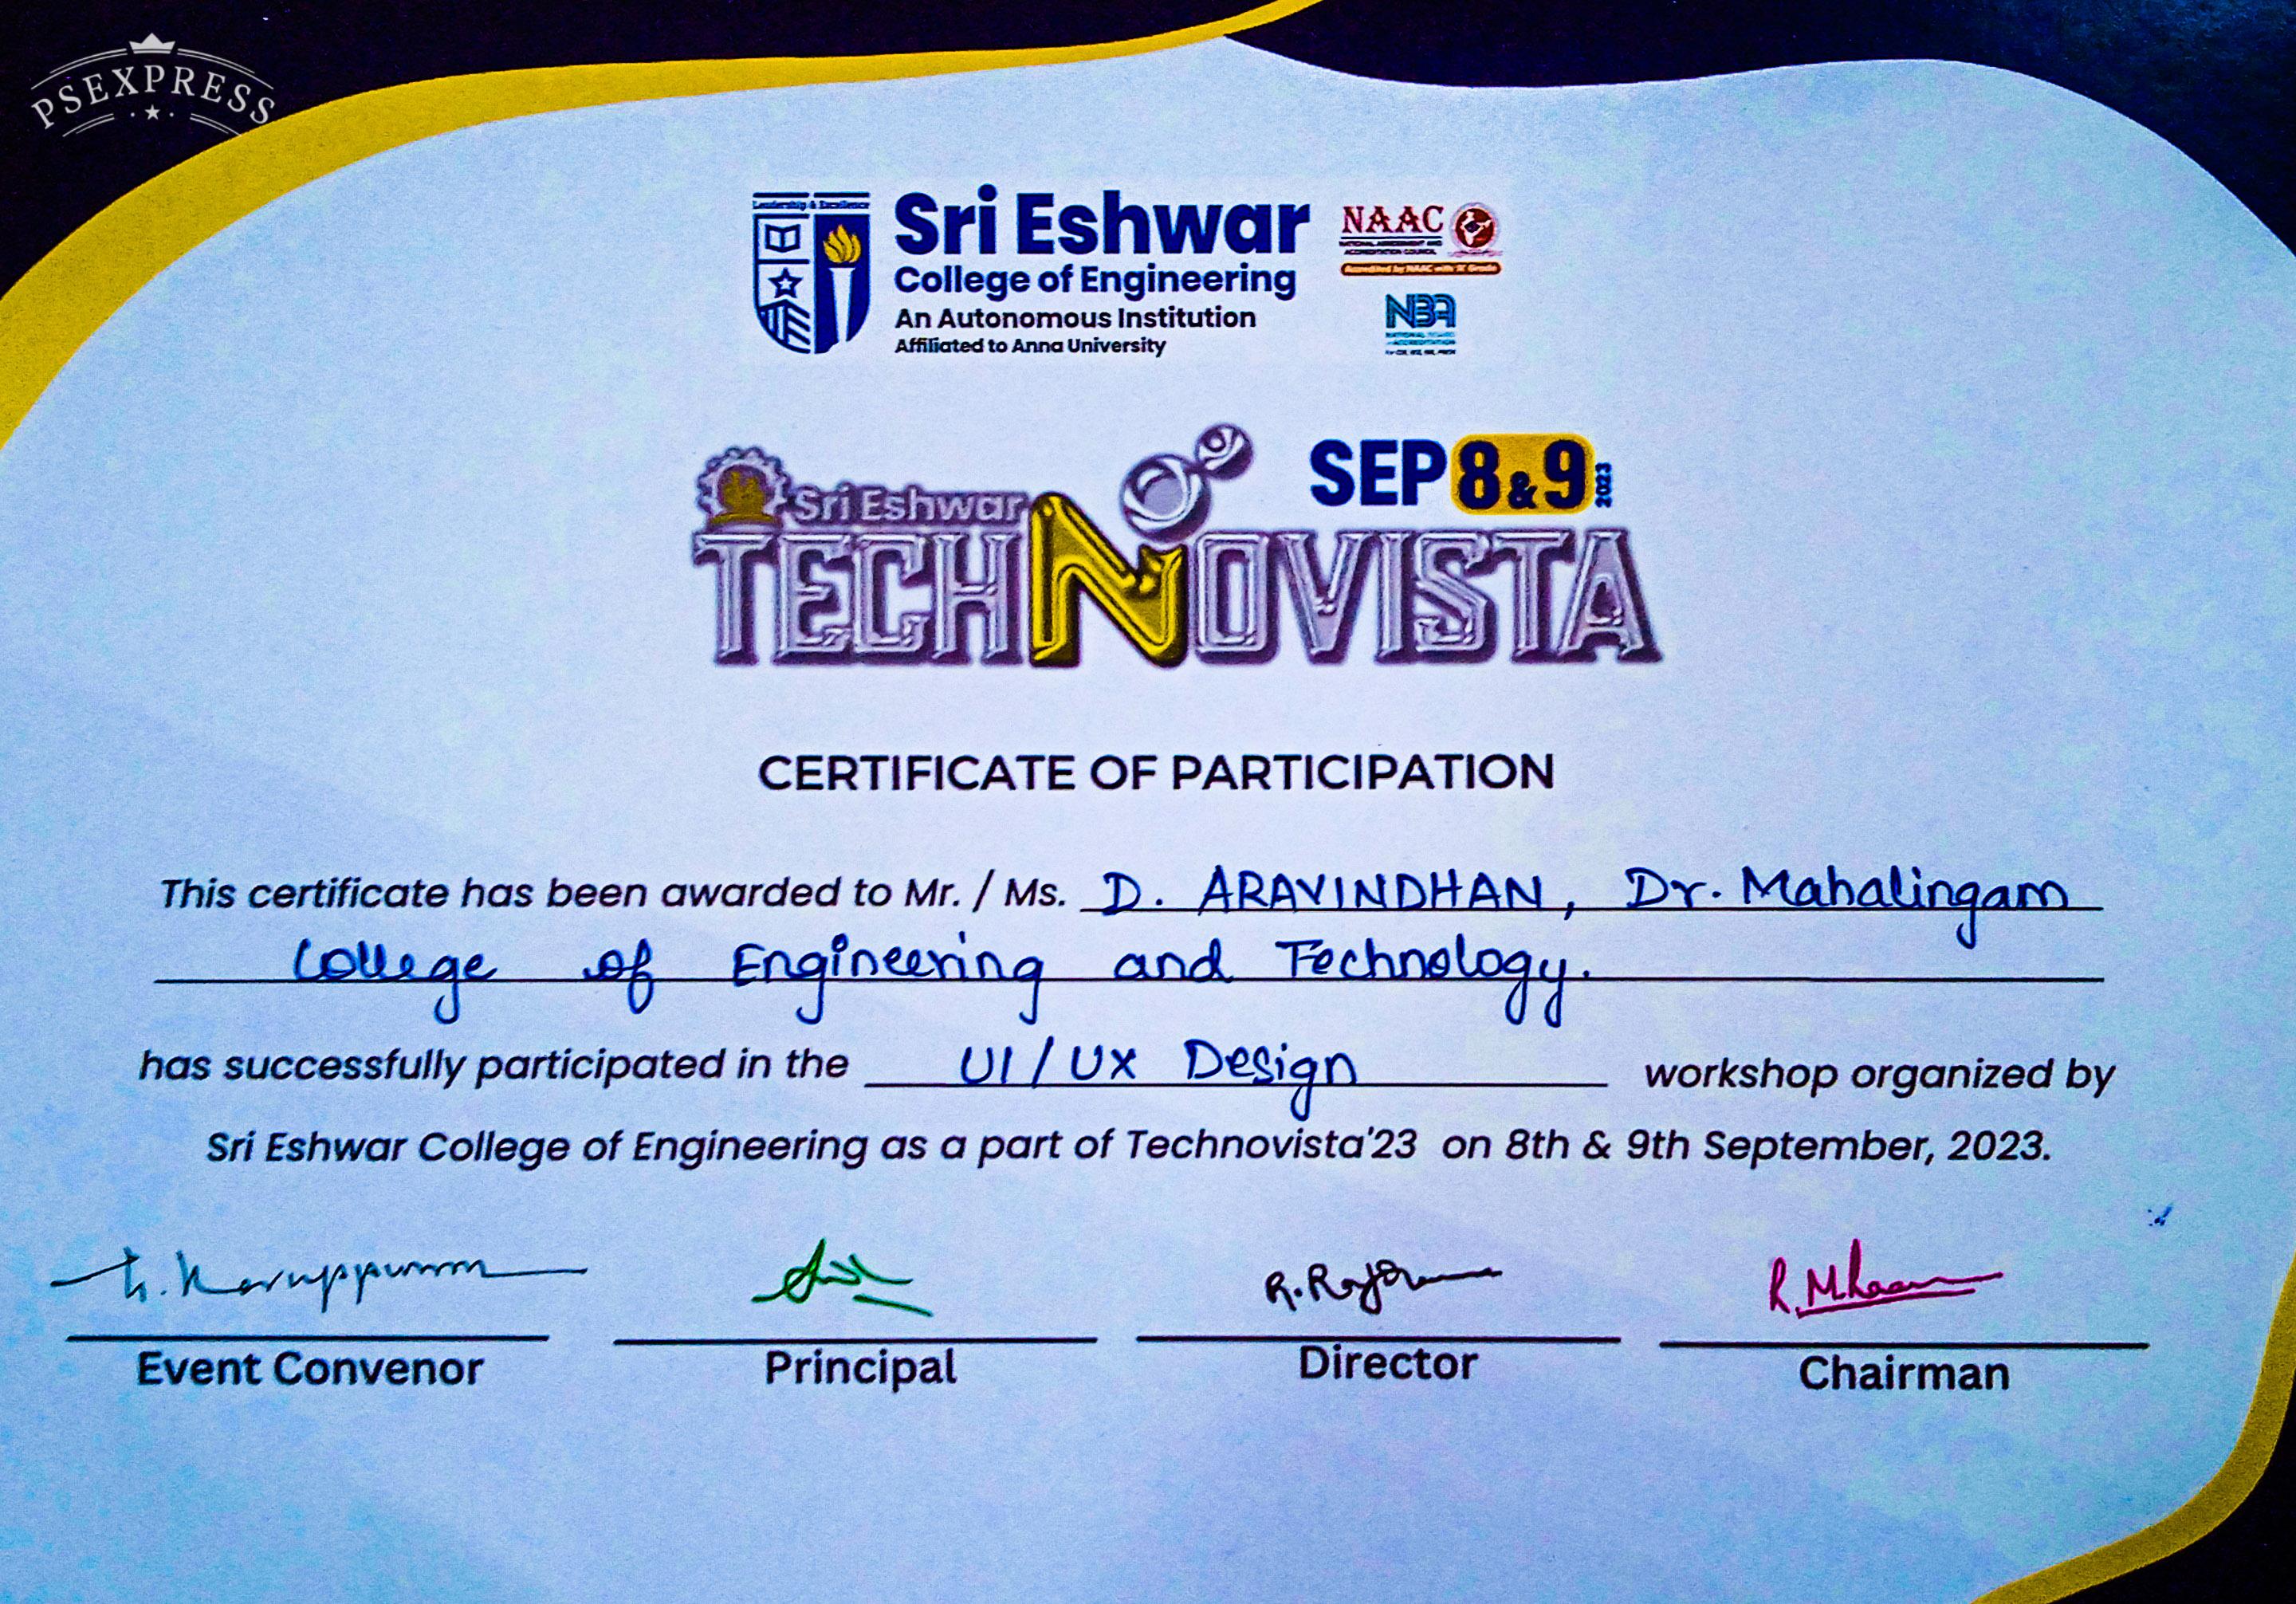 PSEXPRESS
Leadership & Excellence
Sri Eshwar
College of Engineering
An Autonomous Institution
Affiliated to Anna University
NAAC
NATIONAL ASSESSMENT AND
ACCREDITATION COUNCIL
Accredited by NAAC with 'A' Grade
NBA
NATIONAL BOARD
of ACCREDITATION
SEP 8&9 2023
Sri Eshwar
TECHNOVISTA
CERTIFICATE OF PARTICIPATION
This certificate has been awarded to Mr. / Ms. D. ARAVINDHAN, Dr. Mahalingam
College of Engineering and Technology.
has successfully participated in the UI / UX Design workshop organized by
Sri Eshwar College of Engineering as a part of Technovista'23 on 8th & 9th September, 2023.
Event Convenor
Principal
Director
Chairman